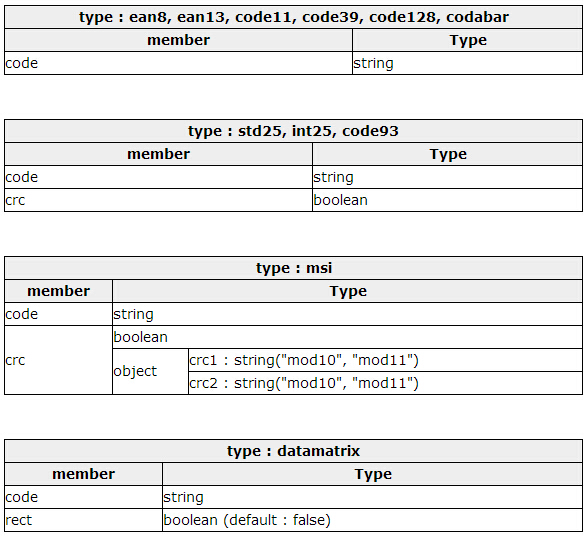 type : ean8, ean13, code11, code39, code128, codabar
member Type
code string
type : std25, int25, code93
member Type
code string
crc boolean
type : msi
member Type
code string
crc boolean
object crc1 : string("mod10", "mod11")
crc2 : string("mod10", "mod11")
type : datamatrix
member Type
code string
rect boolean (default : false)